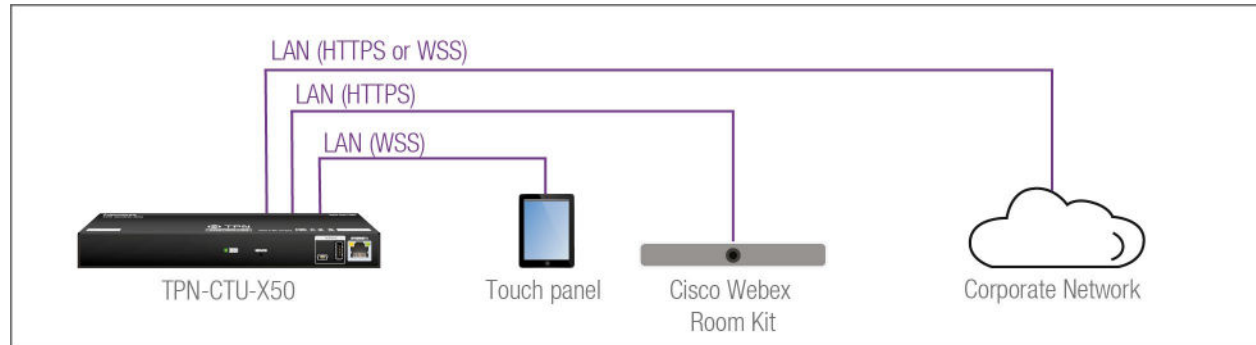 LAN (HTTPS or WSS)
LAN (HTTPS)
LAN (WSS)
TPN
TPN-CTU-X50
Touch panel
Cisco Webex
Room Kit
Corporate Network